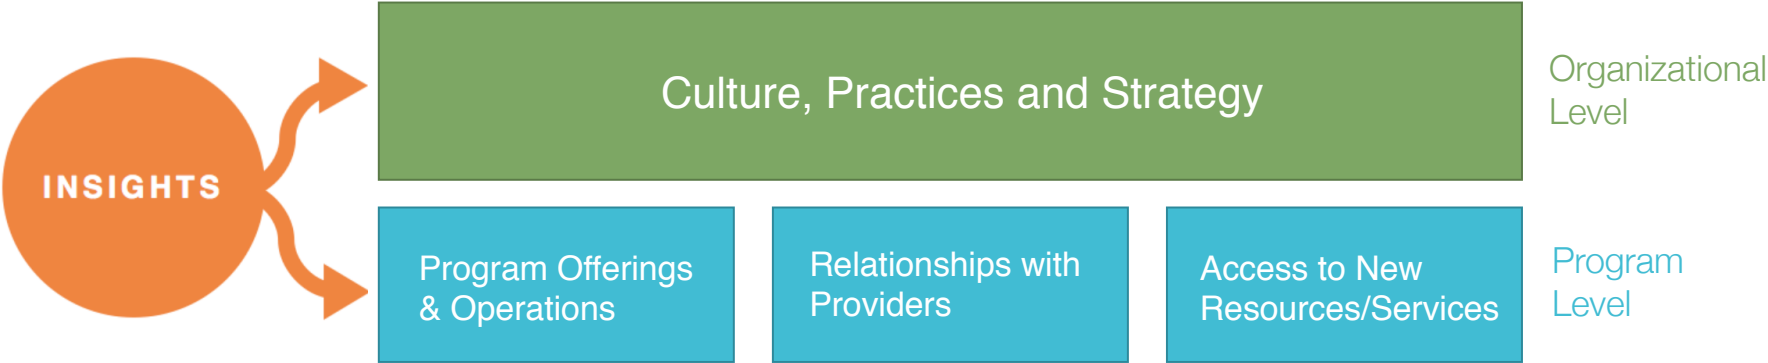 INSIGHTS
Culture, Practices and Strategy
Organizational
Level
Program Offerings
& Operations
Relationships with
Providers
Access to New
Resources/Services
Program
Level